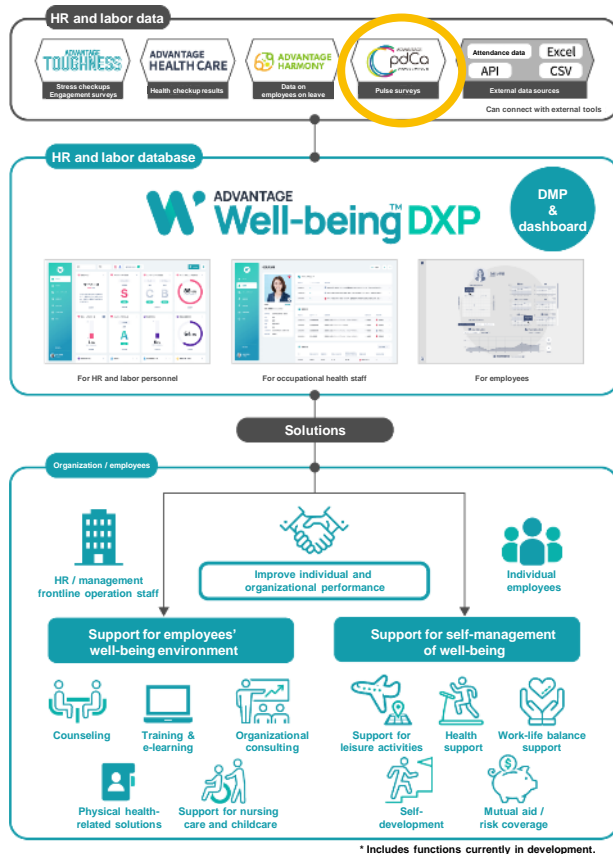 HR and labor data
ADVANTAGE
TOUGHNESS
Stress checkups
Engagement surveys
ADVANTAGE
HEALTH CARE
Health checkup results
ADVANTAGE
HARMONY
Data on
employees on leave
pdCa
Pulse surveys
Attendance data
Excel
API
CSV
External data sources
Can connect with external tools
HR and labor database
ADVANTAGE
Well-being™ DXP
DMP
&
dashboard
For HR and labor personnel
For occupational health staff
For employees
Solutions
Organization / employees
HR / management
frontline operation staff
Improve individual and
organizational performance
Individual
employees
Support for employees'
well-being environment
Support for self-management
of well-being
Counseling
Training &
e-learning
Organizational
consulting
Support for
leisure activities
Health
support
Work-life balance
support
Physical health-
related solutions
Support for nursing
care and childcare
Self-
development
Mutual aid /
risk coverage
* Includes functions currently in development.